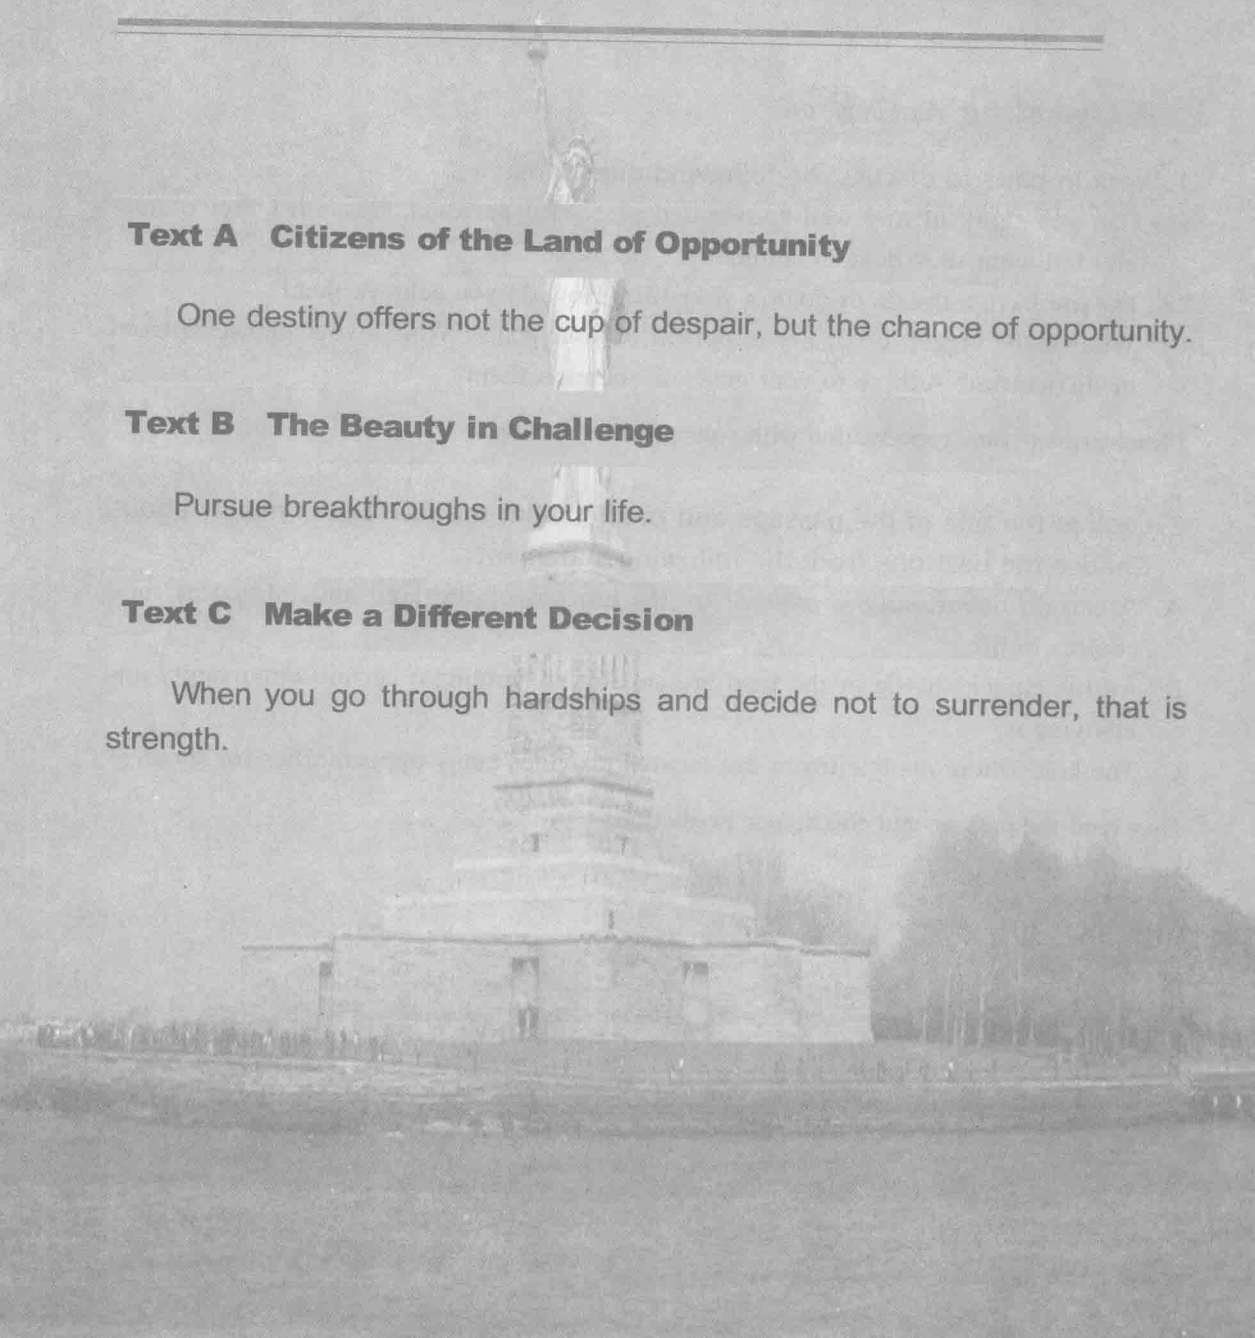 Text A Citizens of the Land of Opportunity
One destiny offers not the cup of despair, but the chance of opportunity.
Text B The Beauty in Challenge
Pursue breakthroughs in your life.
Text C Make a Different Decision
When you go through hardships and decide not to surrender, that is
strength.